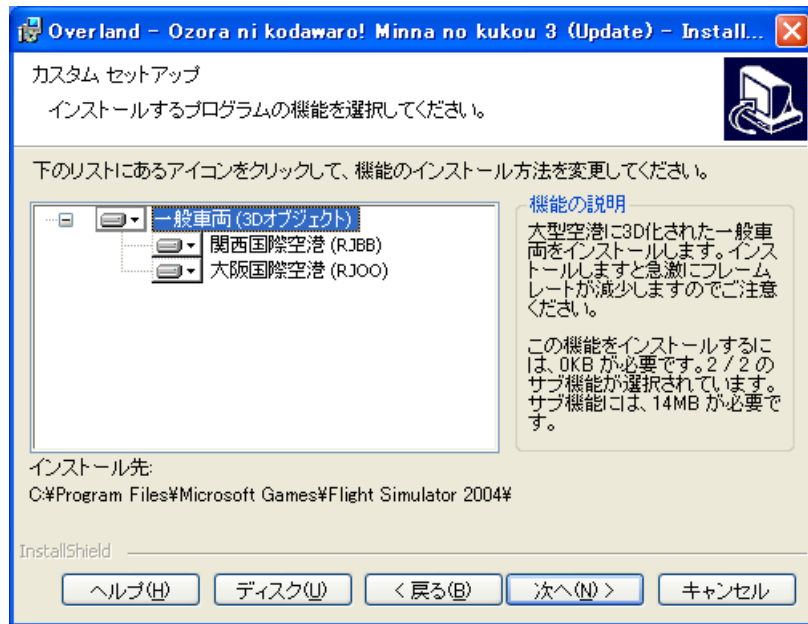 Overland - Ozora ni kodawaro! Minna no kukou 3 (Update) - Install...
カスタム セットアップ
インストールするプログラムの機能を選択してください。
下のリストにあるアイコンをクリックして、機能のインストール方法を変更してください。
一般車両 (3Dオブジェクト)
関西国際空港 (RJBB)
大阪国際空港 (RJOO)
機能の説明
大型空港に3D化された一般車
両をインストールします。インス
トールしますと急激にフレーム
レートが減少しますのでご注意
ください。
この機能をインストールするに
は、0KB が必要です。2 / 2 の
サブ機能が選択されています。
サブ機能には、14MB が必要で
す。
インストール先:
C:¥Program Files¥Microsoft Games¥Flight Simulator 2004¥
InstallShield
ヘルプ(H)
ディスク(U)
< 戻る(B)
次へ(N) >
キャンセル